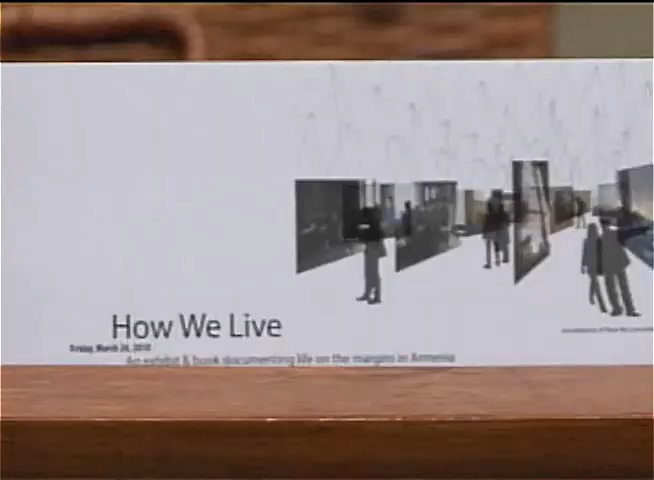 How We Live
Friday, March 26, 2010
An exhibit & book documenting life on the margins in Armenia